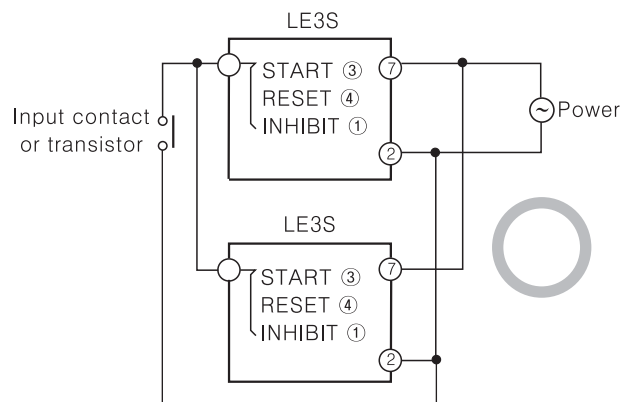 LE3S
START ③
RESET ④
INHIBIT ①
7
2
Input contact
or transistor
~
Power
LE3S
START ③
RESET ④
INHIBIT ①
7
2